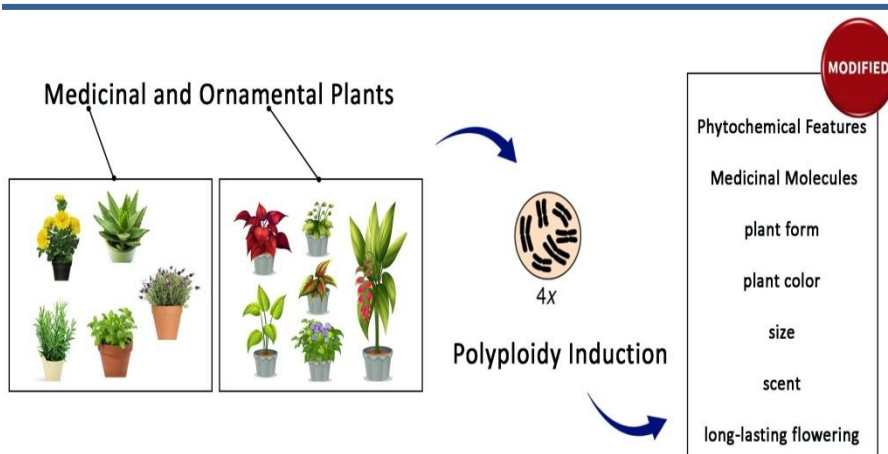 Medicinal and Ornamental Plants
4x
Polyploidy Induction
MODIFIED
Phytochemical Features
Medicinal Molecules
plant form
plant color
size
scent
long-lasting flowering